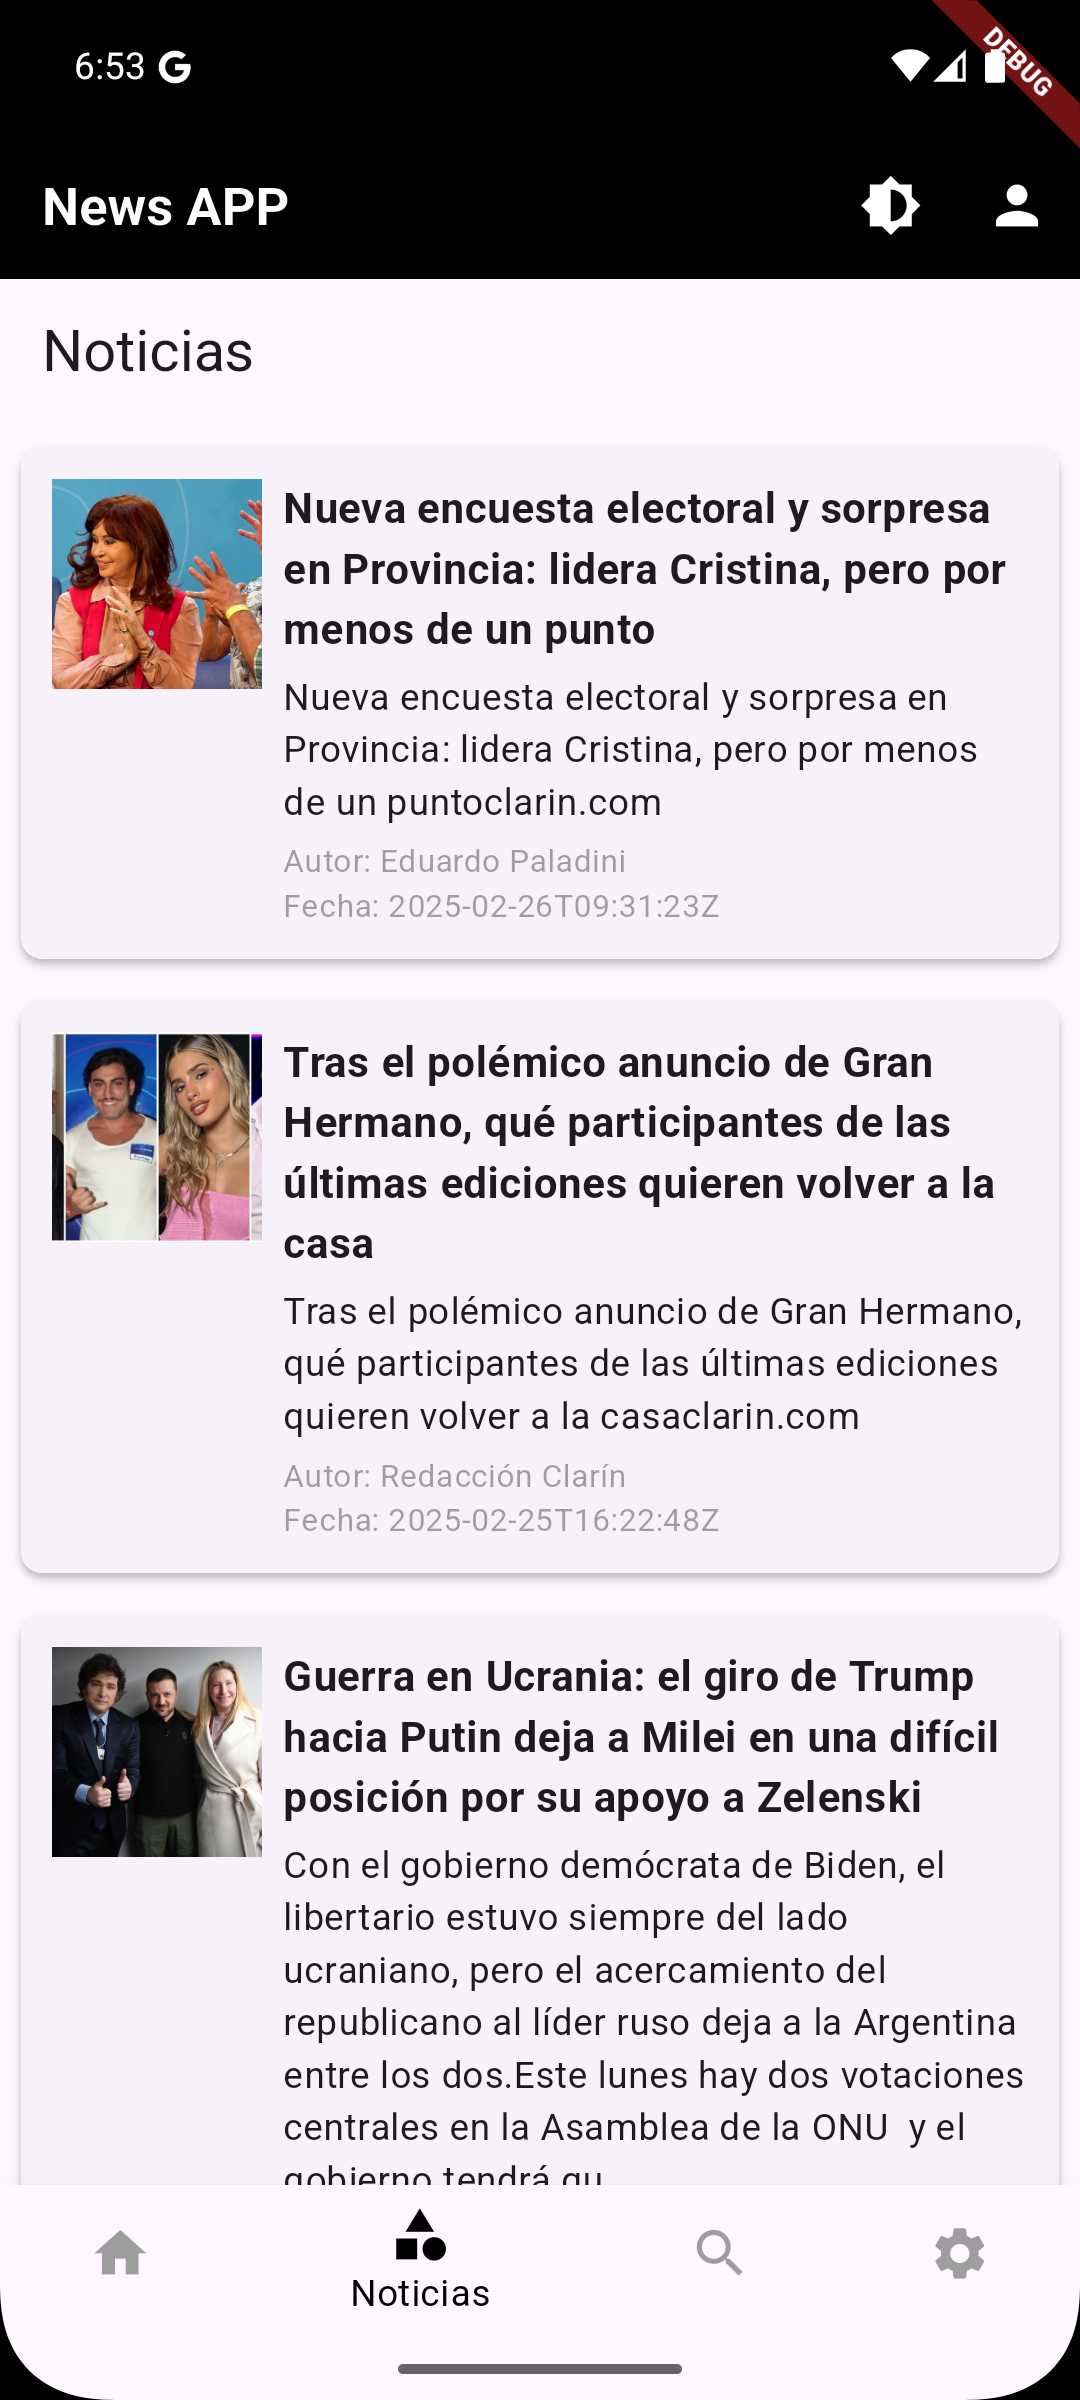 6:53
DEBUG
News APP
Noticias
Nueva encuesta electoral y sorpresa
en Provincia: lidera Cristina, pero por
menos de un punto
Nueva encuesta electoral y sorpresa en
Provincia: lidera Cristina, pero por menos
de un puntoclarin.com
Autor: Eduardo Paladini
Fecha: 2025-02-26T09:31:23Z
Tras el polémico anuncio de Gran
Hermano, qué participantes de las
últimas ediciones quieren volver a la
casa
Tras el polémico anuncio de Gran Hermano,
qué participantes de las últimas ediciones
quieren volver a la casaclarin.com
Autor: Redacción Clarín
Fecha: 2025-02-25T16:22:48Z
Guerra en Ucrania: el giro de Trump
hacia Putin deja a Milei en una difícil
posición por su apoyo a Zelenski
Con el gobierno demócrata de Biden, el
libertario estuvo siempre del lado
ucraniano, pero el acercamiento del
republicano al líder ruso deja a la Argentina
entre los dos.Este lunes hay dos votaciones
centrales en la Asamblea de la ONU  y el
gobierno tendrá qu
Noticias